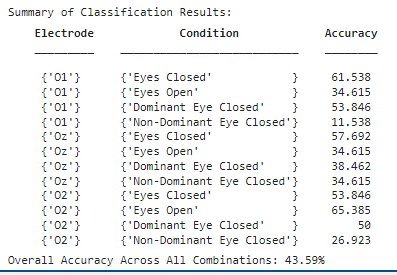 Summary of Classification Results:
Electrode Condition Accuracy
{'O1'} {'Eyes Closed' } 61.538
{'O1'} {'Eyes Open' } 34.615
{'O1'} {'Dominant Eye Closed' } 53.846
{'O1'} {'Non-Dominant Eye Closed'} 11.538
{'Oz'} {'Eyes Closed' } 57.692
{'Oz'} {'Eyes Open' } 34.615
{'Oz'} {'Dominant Eye Closed' } 38.462
{'Oz'} {'Non-Dominant Eye Closed'} 34.615
{'O2'} {'Eyes Closed' } 53.846
{'O2'} {'Eyes Open' } 65.385
{'O2'} {'Dominant Eye Closed' } 50
{'O2'} {'Non-Dominant Eye Closed'} 26.923
Overall Accuracy Across All Combinations: 43.59%